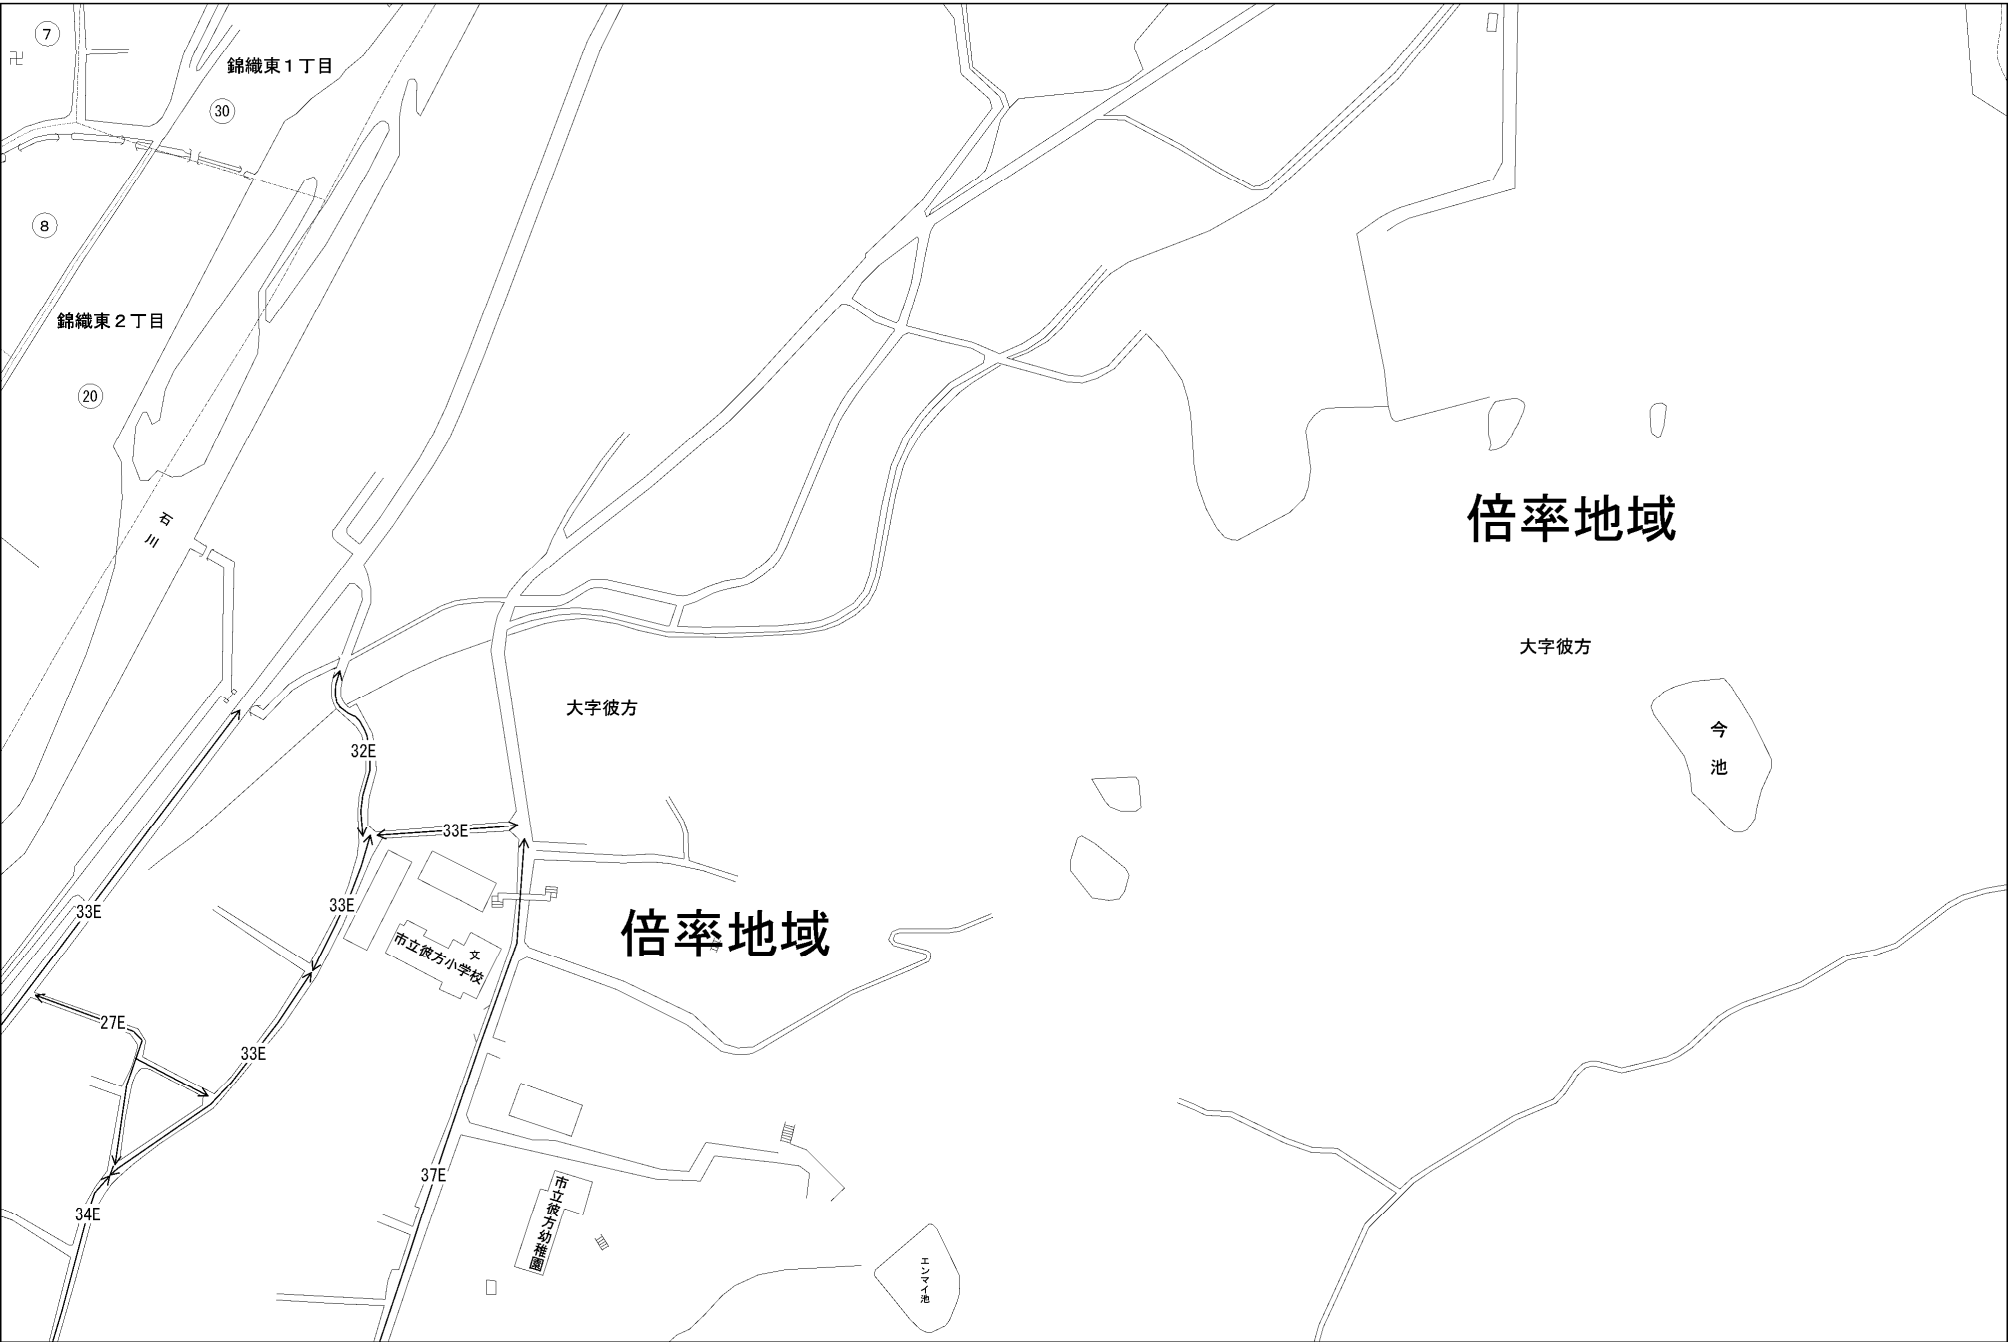 7
錦織東1丁目
30
8
錦織東2丁目
20
石川
倍率地域
大字彼方
大字彼方
今池
32E
33E
33E
33E
倍率地域
市立彼方小学校
文
27E
33E
37E
34E
市立彼方幼稚園
エンマイ池